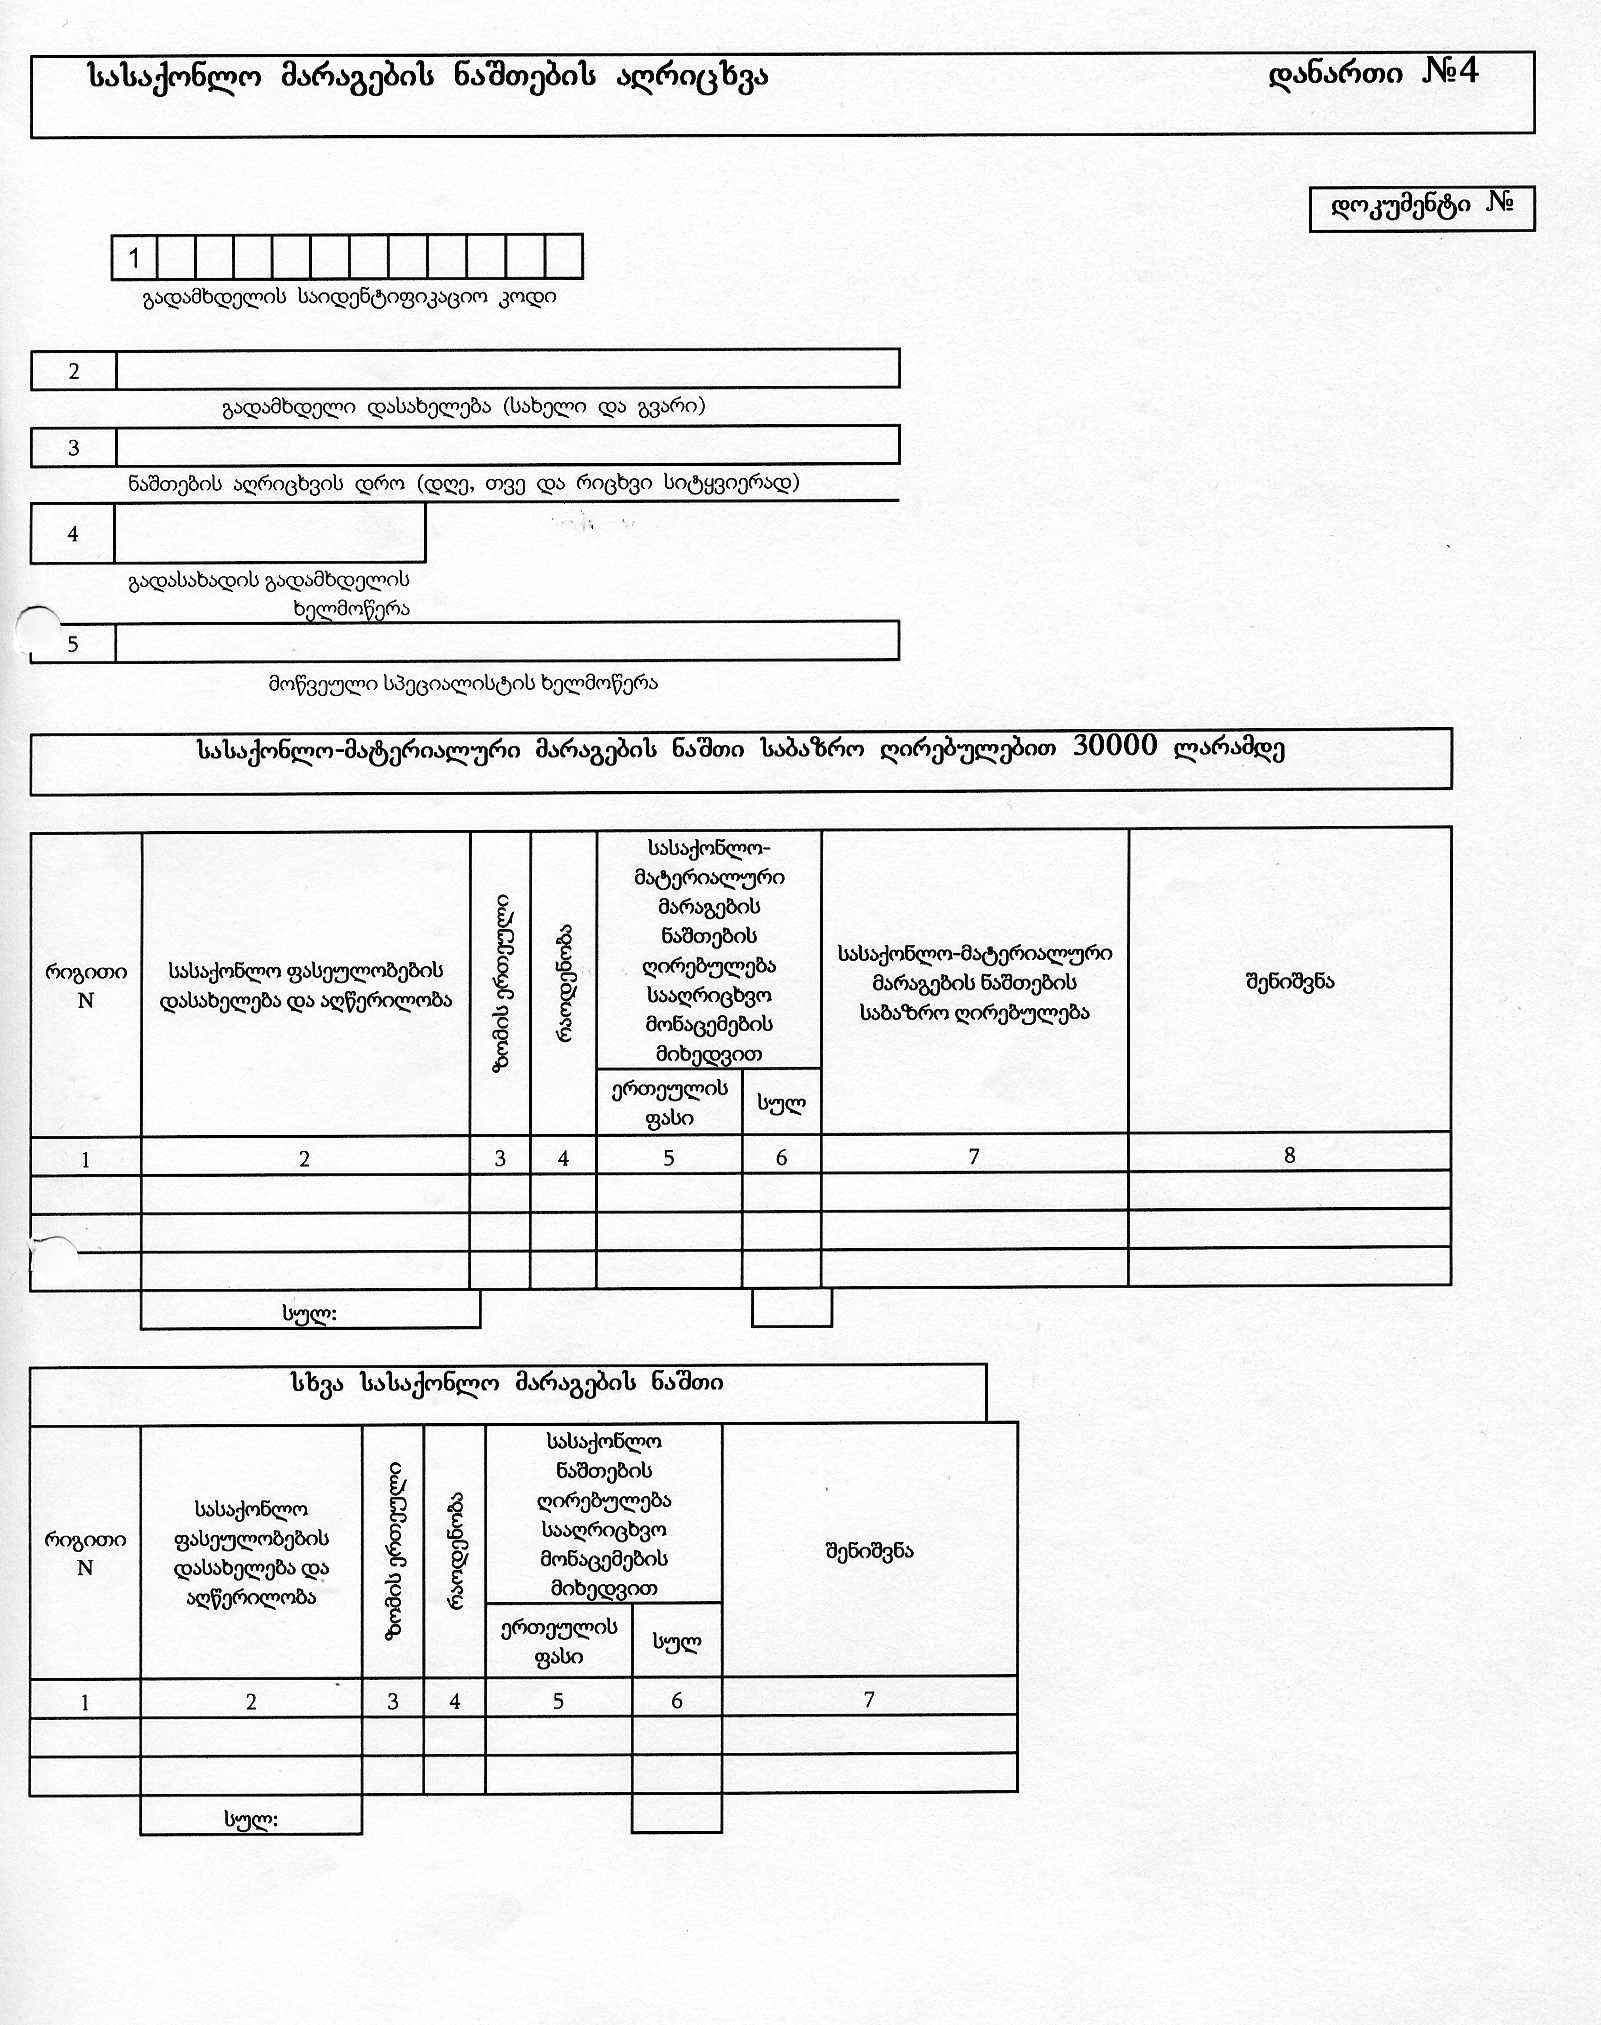 სასაქონლო მარაგების ნაშთების აღრიცხვა დანართი №4
დოკუმენტი №
1
გადამხდელის საიდენტიფიკაციო კოდი
2
გადამხდელი დასახელება (სახელი და გვარი)
3
ნაშთების აღრიცხვის დრო (დღე, თვე და რიცხვი სიტყვიერად)
4
გადასახადის გადამხდელის
ხელმოწერა
5
მოწვეული სპეციალისტის ხელმოწერა
სასაქონლო-მატერიალური მარაგების ნაშთი საბაზრო ღირებულებით 30000 ლარამდე
რიგითი
N
სასაქონლო ფასეულობების
დასახელება და აღწერილობა
ზომის ერთეული
რაოდენობა
სასაქონლო-
მატერიალური
მარაგების
ნაშთების
ღირებულება
სააღრიცხვო
მონაცემების
მიხედვით
ერთეულის
ფასი
სულ
სასაქონლო-მატერიალური
მარაგების ნაშთების
საბაზრო ღირებულება
შენიშვნა
1 2 3 4 5 6 7 8
სულ:
სხვა სასაქონლო მარაგების ნაშთი
რიგითი
N
სასაქონლო
ფასეულობების
დასახელება და
აღწერილობა
ზომის ერთეული
რაოდენობა
სასაქონლო
ნაშთების
ღირებულება
სააღრიცხვო
მონაცემების
მიხედვით
ერთეულის
ფასი
სულ
შენიშვნა
1 2 3 4 5 6 7
სულ: